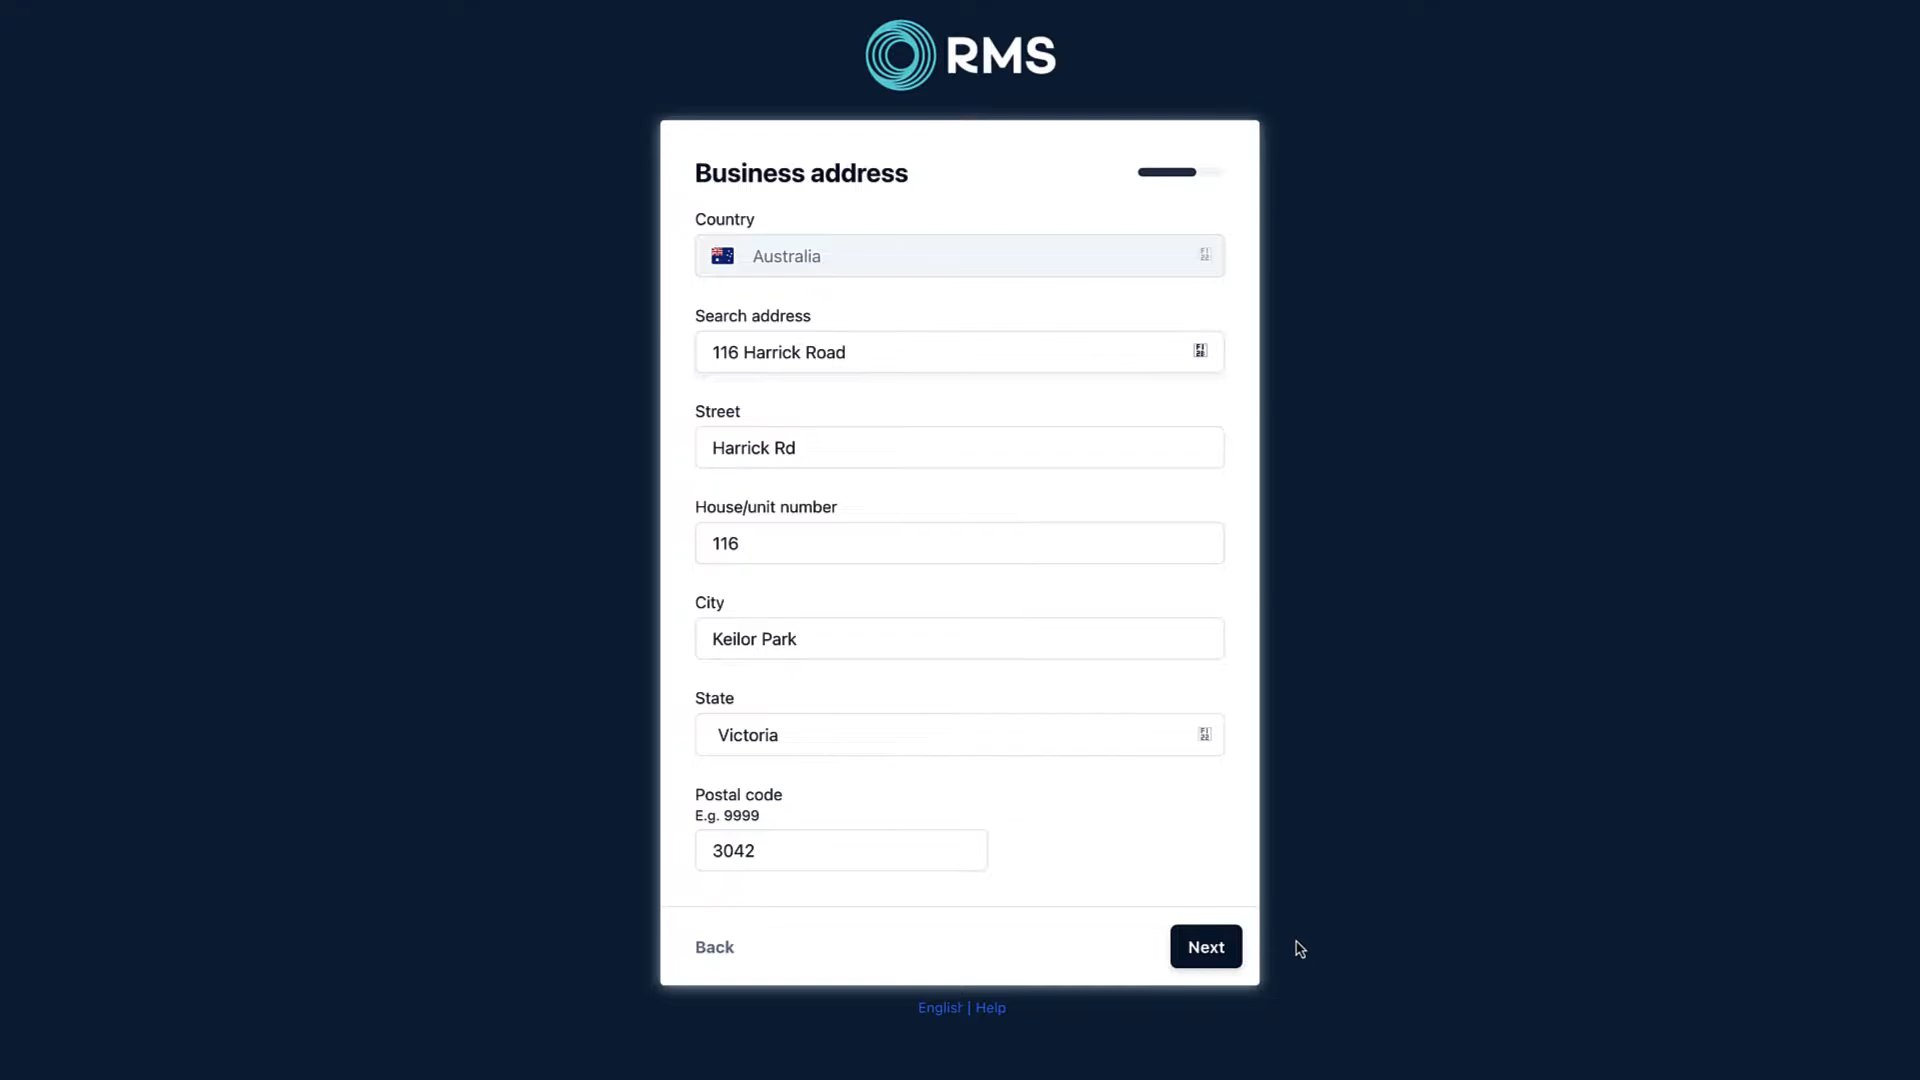 RMS
Business address
Country
Australia
Search address
116 Harrick Road
Street
Harrick Rd
House/unit number
116
City
Keilor Park
State
Victoria
Postal code
E.g. 9999
3042
Back
Next
English | Help